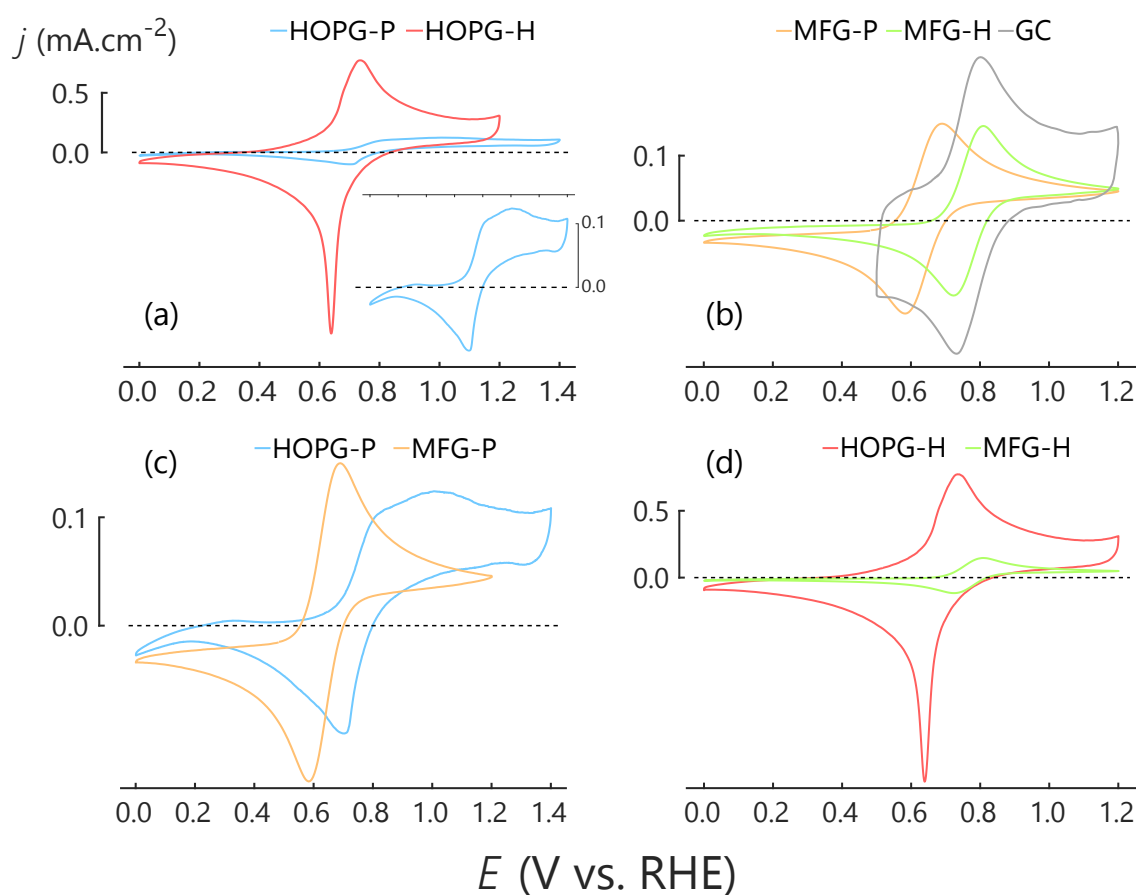 j (mA.cm-2)
HOPG-P HOPG-H
0.5
0.0
0.1
0.0
(a)
0.0 0.2 0.4 0.6 0.8 1.0 1.2 1.4
MFG-P MFG-H GC
0.1
0.0
(b)
0.0 0.2 0.4 0.6 0.8 1.0 1.2
(c)
HOPG-P MFG-P
0.1
0.0
0.0 0.2 0.4 0.6 0.8 1.0 1.2 1.4
(d)
HOPG-H MFG-H
0.5
0.0
0.0 0.2 0.4 0.6 0.8 1.0 1.2
E (V vs. RHE)